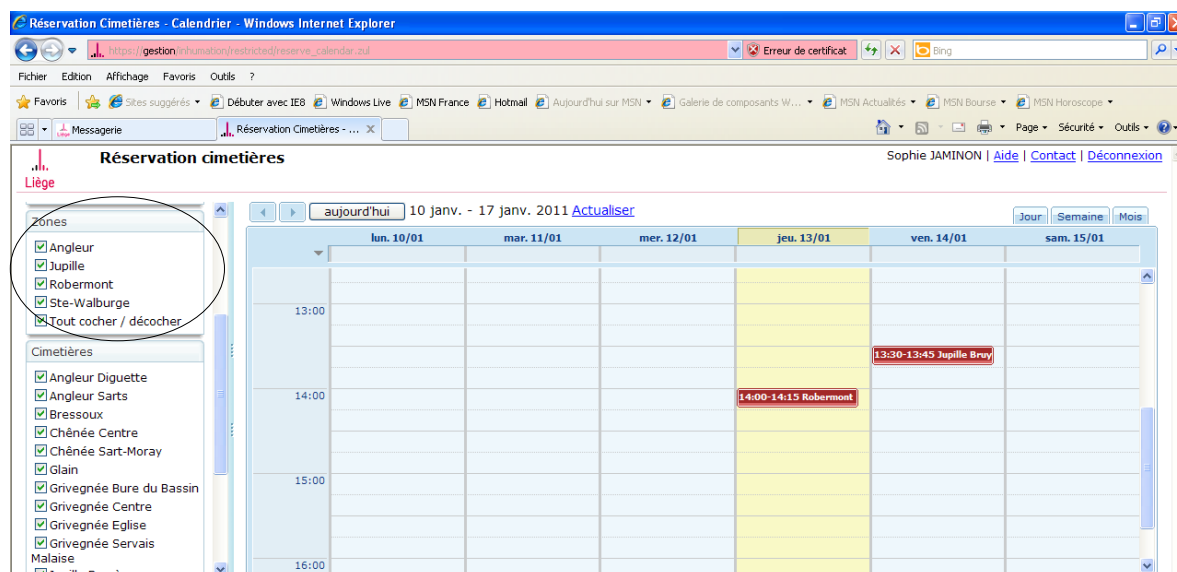 Réservation Cimetières - Calendrier - Windows Internet Explorer
https://gestion/inhumation/restricted/reserve_calendar.zul Erreur de certificat Bing
Fichier Edition Affichage Favoris Outils ?
Favoris Sites suggérés Débuter avec IE8 Windows Live MSN France Hotmail Aujourd'hui sur MSN Galerie de composants W... MSN Actualités MSN Bourse MSN Horoscope
Messagerie Réservation Cimetières - ... X Page Sécurité Outils
Réservation cimetières Sophie JAMINON | Aide | Contact | Déconnexion
Liège
aujourd'hui 10 janv. - 17 janv. 2011 Actualiser Jour Semaine Mois
Zones
Angleur
Jupille
Robermont
Ste-Walburge
Tout cocher / décocher
Cimetières
Angleur Diguette
Angleur Sarts
Bressoux
Chênée Centre
Chênée Sart-Moray
Glain
Grivegnée Bure du Bassin
Grivegnée Centre
Grivegnée Eglise
Grivegnée Servais
Malaise
lun. 10/01 mar. 11/01 mer. 12/01 jeu. 13/01 ven. 14/01 sam. 15/01
13:00
13:30-13:45 Jupille Bruy
14:00
14:00-14:15 Robermont
15:00
16:00